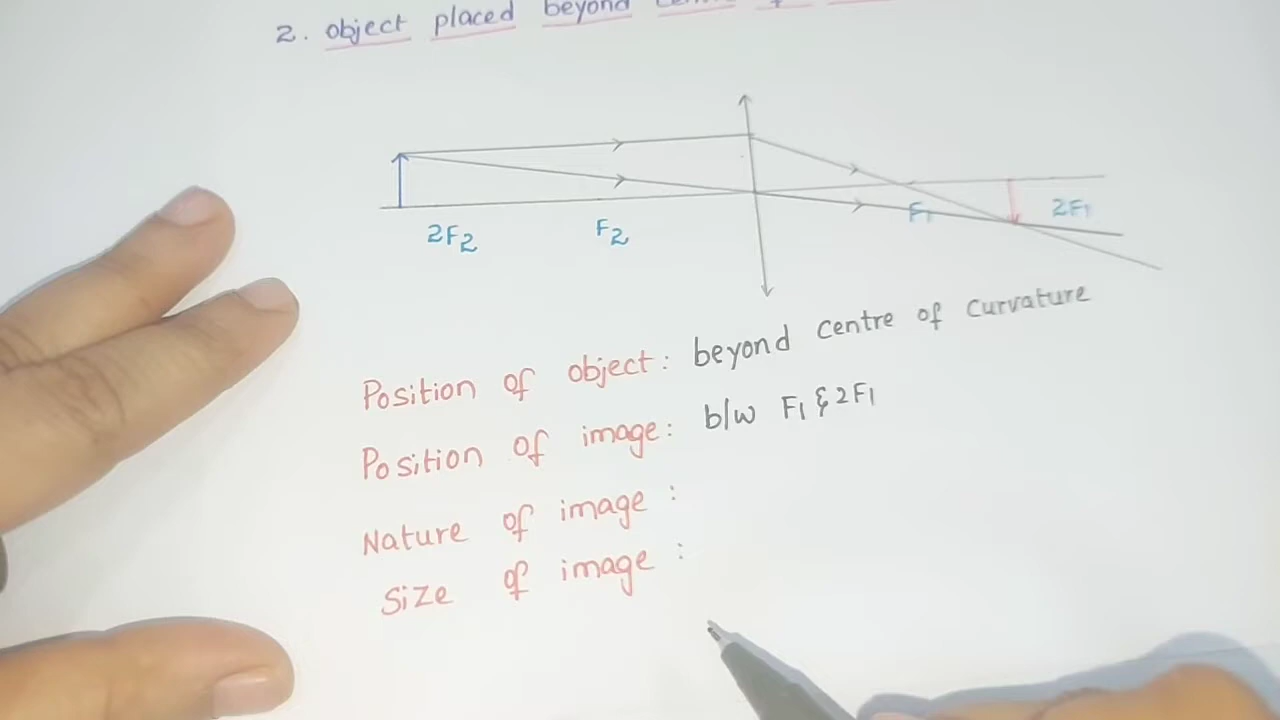 2. object placed beyond
2F2 F2 F1 2F1
Position of object: beyond centre of curvature
Position of image: b/w F1 & 2F1
Nature of image:
Size of image: